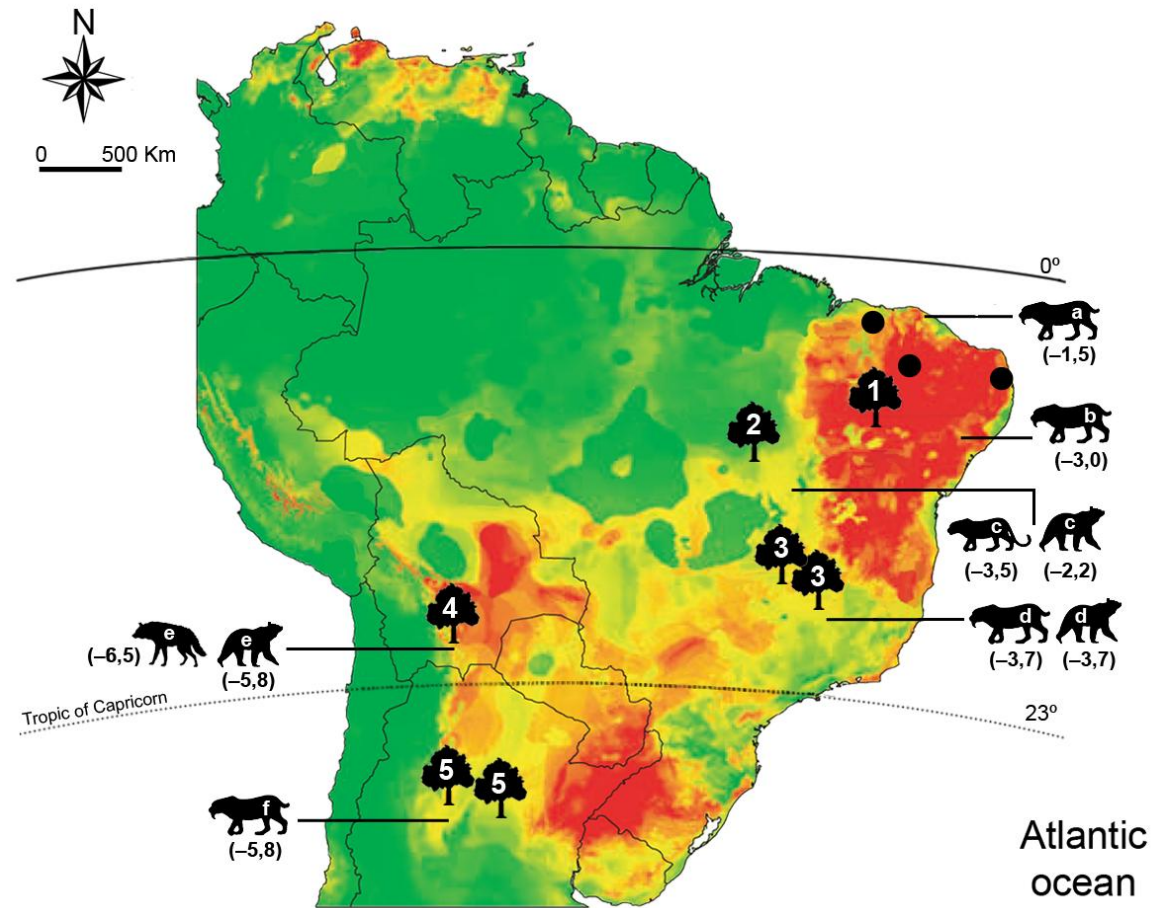 N
0 500 Km
0º
a
(–1,5)
1
b
(–3,0)
2
c c
(–3,5) (–2,2)
3
3
d d
(–3,7) (–3,7)
4
e e
(–6,5)
(–5,8)
Tropic of Capricorn
23º
5
5
f
(–5,8)
Atlantic
ocean